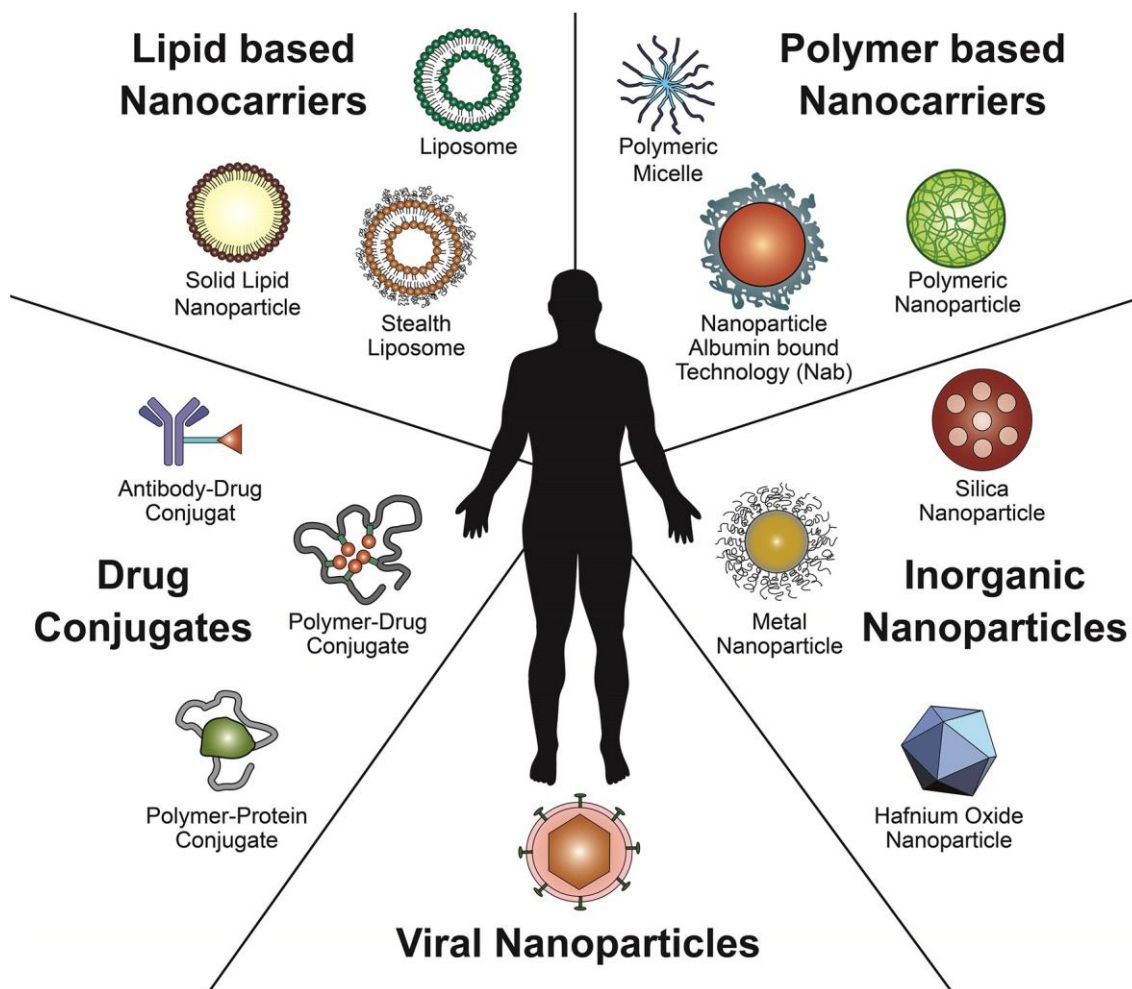 Lipid based
Nanocarriers
Liposome
Solid Lipid
Nanoparticle
Stealth
Liposome
Polymer based
Nanocarriers
Polymeric
Micelle
Nanoparticle
Albumin bound
Technology (Nab)
Polymeric
Nanoparticle
Antibody-Drug
Conjugat
Drug
Conjugates
Polymer-Drug
Conjugate
Polymer-Protein
Conjugate
Silica
Nanoparticle
Inorganic
Nanoparticles
Metal
Nanoparticle
Hafnium Oxide
Nanoparticle
Viral Nanoparticles